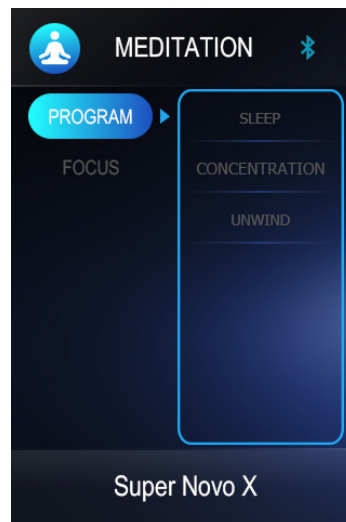 MEDITATION
PROGRAM
FOCUS
SLEEP
CONCENTRATION
UNWIND
Super Novo X